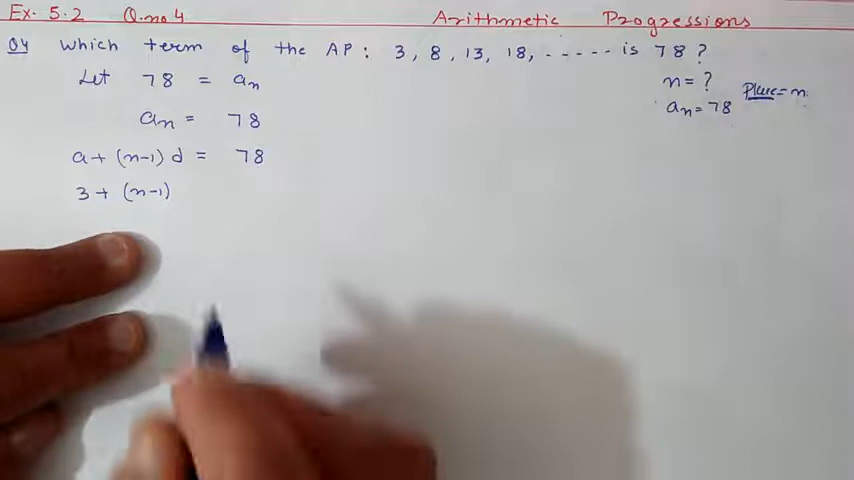 Ex. 5.2 Q.no 4 Arithmetic Progressions
Q4 Which term of the AP : 3, 8, 13, 18, ----- is 78 ?
Let 78 = an
n = ?
Place = n
an = 78
an = 78
a + (n-1) d = 78
3 + (n-1)